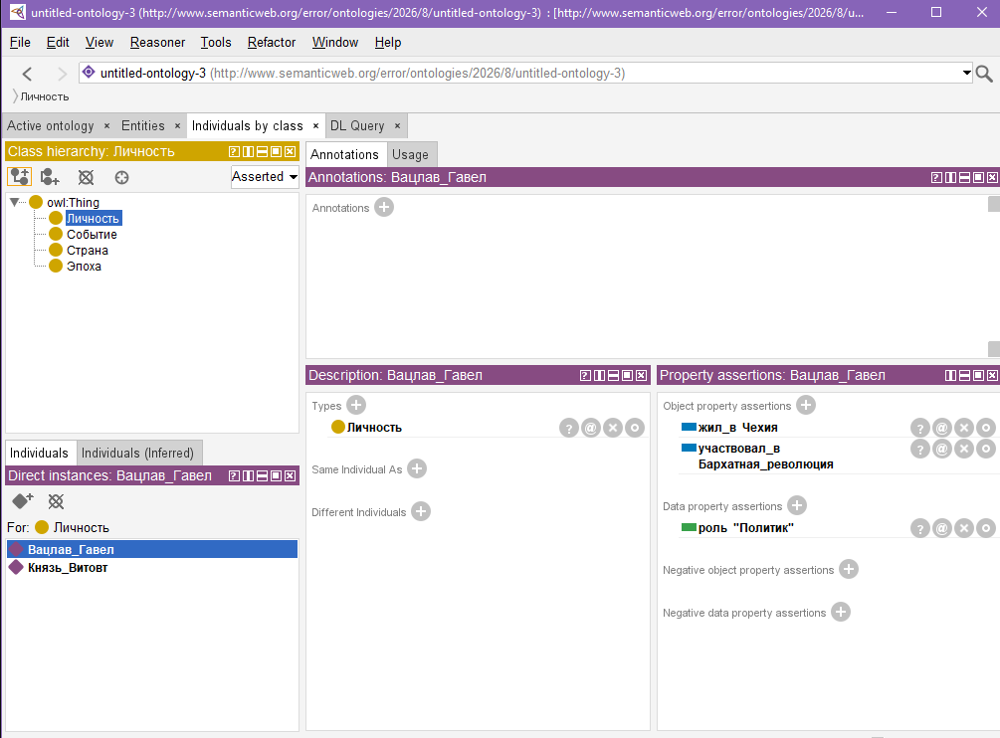 untitled-ontology-3 (http://www.semanticweb.org/error/ontologies/2026/8/untitled-ontology-3) : [http://www.semanticweb.org/error/ontologies/2026/8/u...
File Edit View Reasoner Tools Refactor Window Help
untitled-ontology-3 (http://www.semanticweb.org/error/ontologies/2026/8/untitled-ontology-3)
Личность
Active ontology × Entities × Individuals by class × DL Query ×
Class hierarchy: Личность
Asserted
owl:Thing
Личность
Событие
Страна
Эпоха
Individuals Individuals (Inferred)
Direct instances: Вацлав_Гавел
For: Личность
Вацлав_Гавел
Князь_Витовт
Annotations Usage
Annotations: Вацлав_Гавел
Annotations
Description: Вацлав_Гавел
Types
Личность
Same Individual As
Different Individuals
Property assertions: Вацлав_Гавел
Object property assertions
жил_в Чехия
участвовал_в
Бархатная_революция
Data property assertions
роль "Политик"
Negative object property assertions
Negative data property assertions